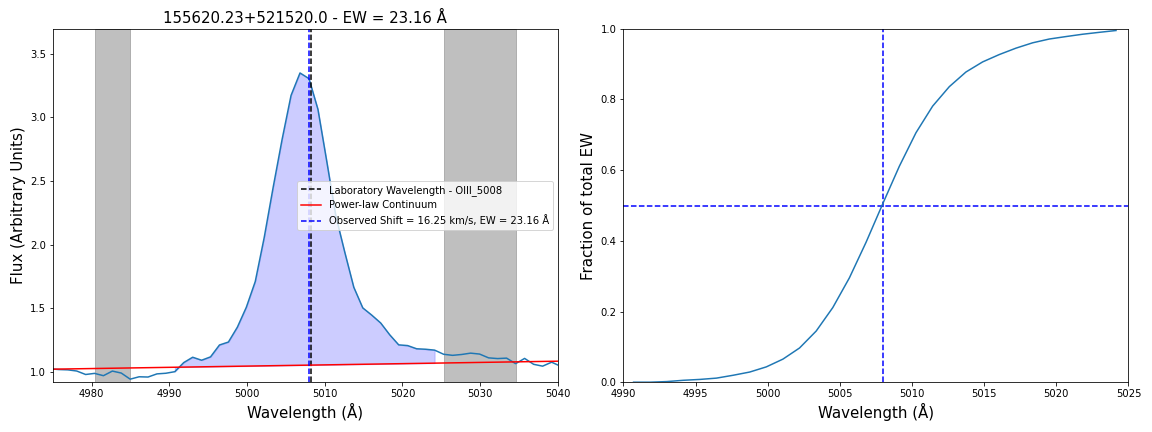 155620.23+521520.0 - EW = 23.16 Å
Flux (Arbitrary Units)
3.5
3.0
2.5
2.0
1.5
1.0
Laboratory Wavelength - OIII_5008
Power-law Continuum
Observed Shift = 16.25 km/s, EW = 23.16 Å
4980 4990 5000 5010 5020 5030 5040
Wavelength (Å)
Fraction of total EW
1.0
0.8
0.6
0.4
0.2
0.0
4990 4995 5000 5005 5010 5015 5020 5025
Wavelength (Å)